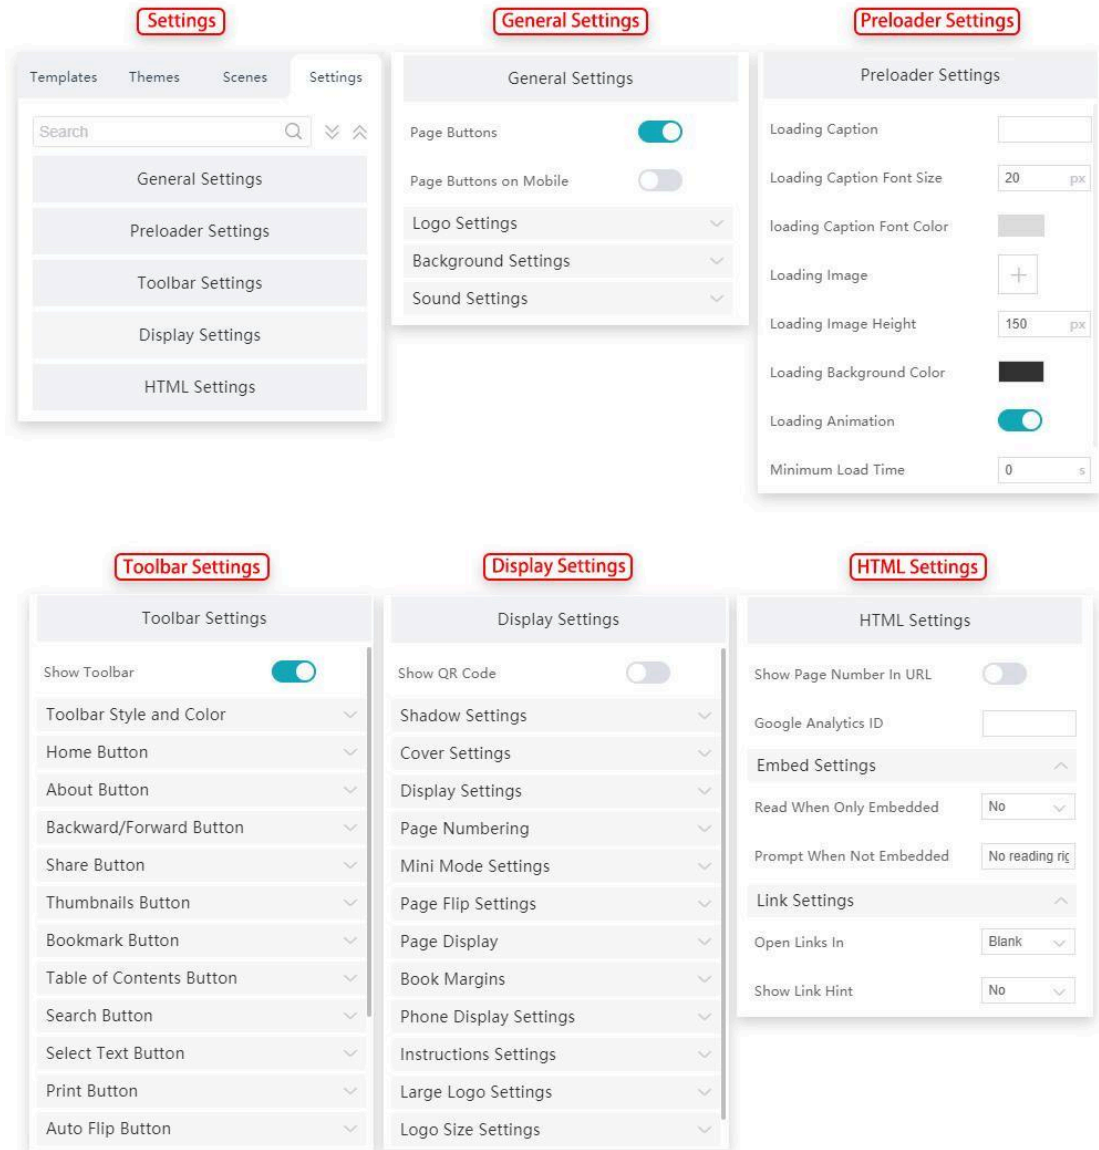 Settings
General Settings
Preloader Settings
Templates Themes Scenes Settings
Search
General Settings
Preloader Settings
Toolbar Settings
Display Settings
HTML Settings
General Settings
Page Buttons
Page Buttons on Mobile
Logo Settings
Background Settings
Sound Settings
Preloader Settings
Loading Caption
Loading Caption Font Size 20 px
loading Caption Font Color
Loading Image
Loading Image Height 150 px
Loading Background Color
Loading Animation
Minimum Load Time 0 s
Toolbar Settings
Display Settings
HTML Settings
Toolbar Settings
Show Toolbar
Toolbar Style and Color
Home Button
About Button
Backward/Forward Button
Share Button
Thumbnails Button
Bookmark Button
Table of Contents Button
Search Button
Select Text Button
Print Button
Auto Flip Button
Display Settings
Show QR Code
Shadow Settings
Cover Settings
Display Settings
Page Numbering
Mini Mode Settings
Page Flip Settings
Page Display
Book Margins
Phone Display Settings
Instructions Settings
Large Logo Settings
Logo Size Settings
HTML Settings
Show Page Number In URL
Google Analytics ID
Embed Settings
Read When Only Embedded No
Prompt When Not Embedded No reading rig
Link Settings
Open Links In Blank
Show Link Hint No